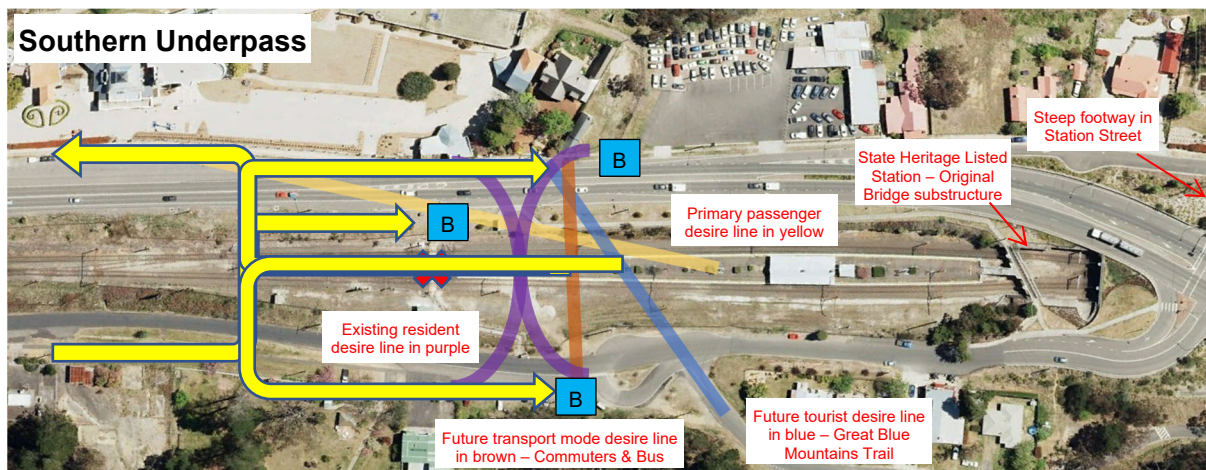 Southern Underpass
Steep footway in
Station Street
State Heritage Listed
Station – Original
Bridge substructure
B
B
Primary passenger
desire line in yellow
Existing resident
desire line in purple
B
Future transport mode desire line
in brown – Commuters & Bus
Future tourist desire line
in blue – Great Blue
Mountains Trail